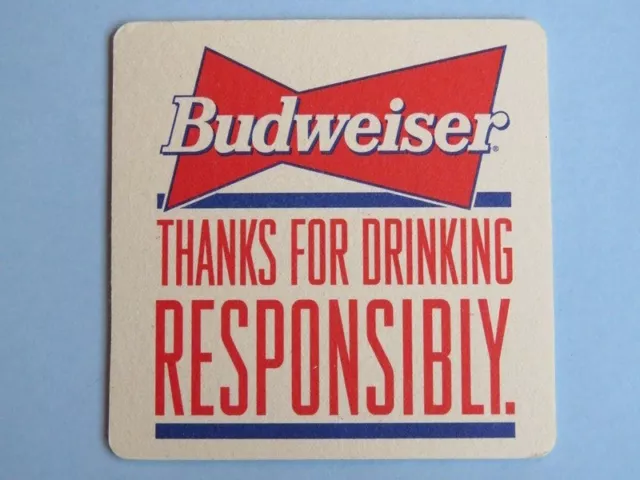 Budweiser®
THANKS FOR DRINKING
RESPONSIBLY.